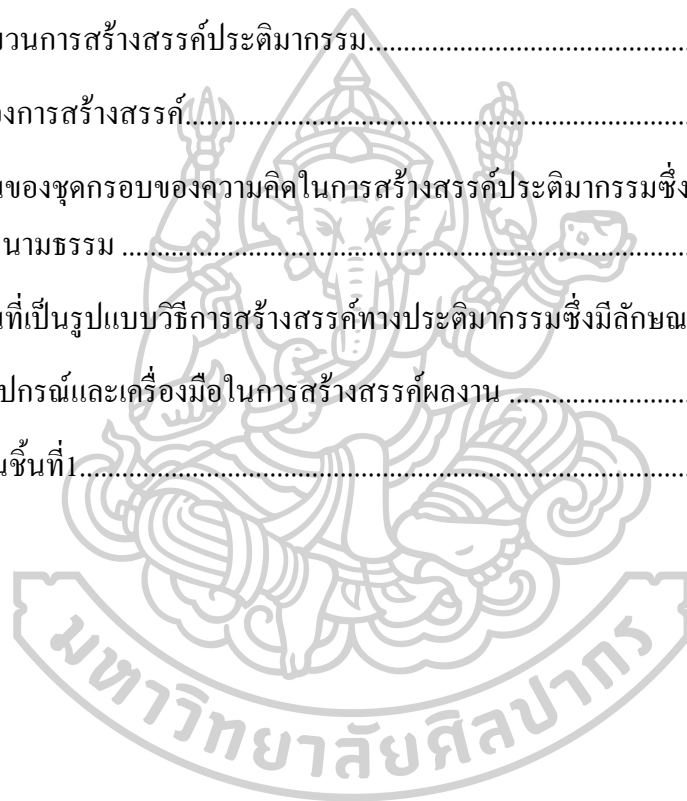 วนการสร้างสรรค์ประติมากรรม
องการสร้างสรรค์
นของชุดกรอบของความคิดในการสร้างสรรค์ประติมากรรมซึ่ง
นามธรรม
นที่เป็นรูปแบบวิธีการสร้างสรรค์ทางประติมากรรมซึ่งมีลักษณ
ปกรณ์และเครื่องมือในการสร้างสรรค์ผลงาน
นชิ้นที่1
มหาวิทยาลัยศิลปากร